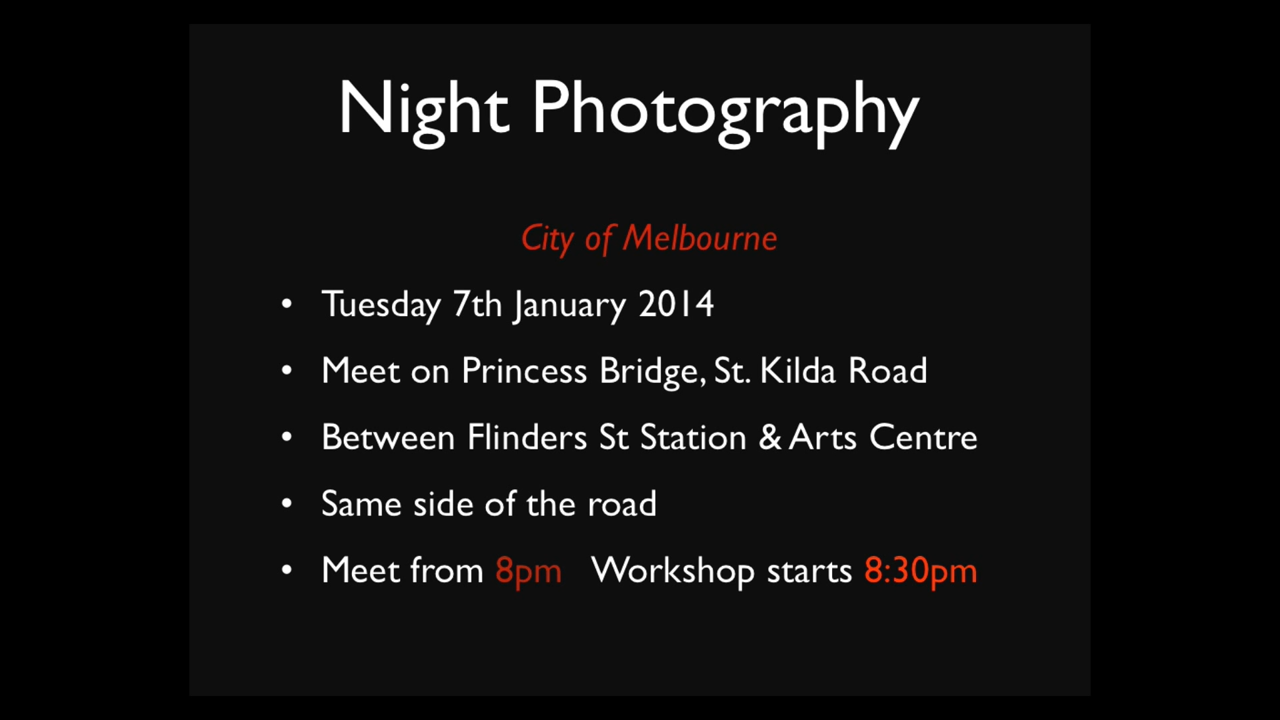 Night Photography
City of Melbourne
• Tuesday 7th January 2014
• Meet on Princess Bridge, St. Kilda Road
• Between Flinders St Station & Arts Centre
• Same side of the road
• Meet from 8pm Workshop starts 8:30pm